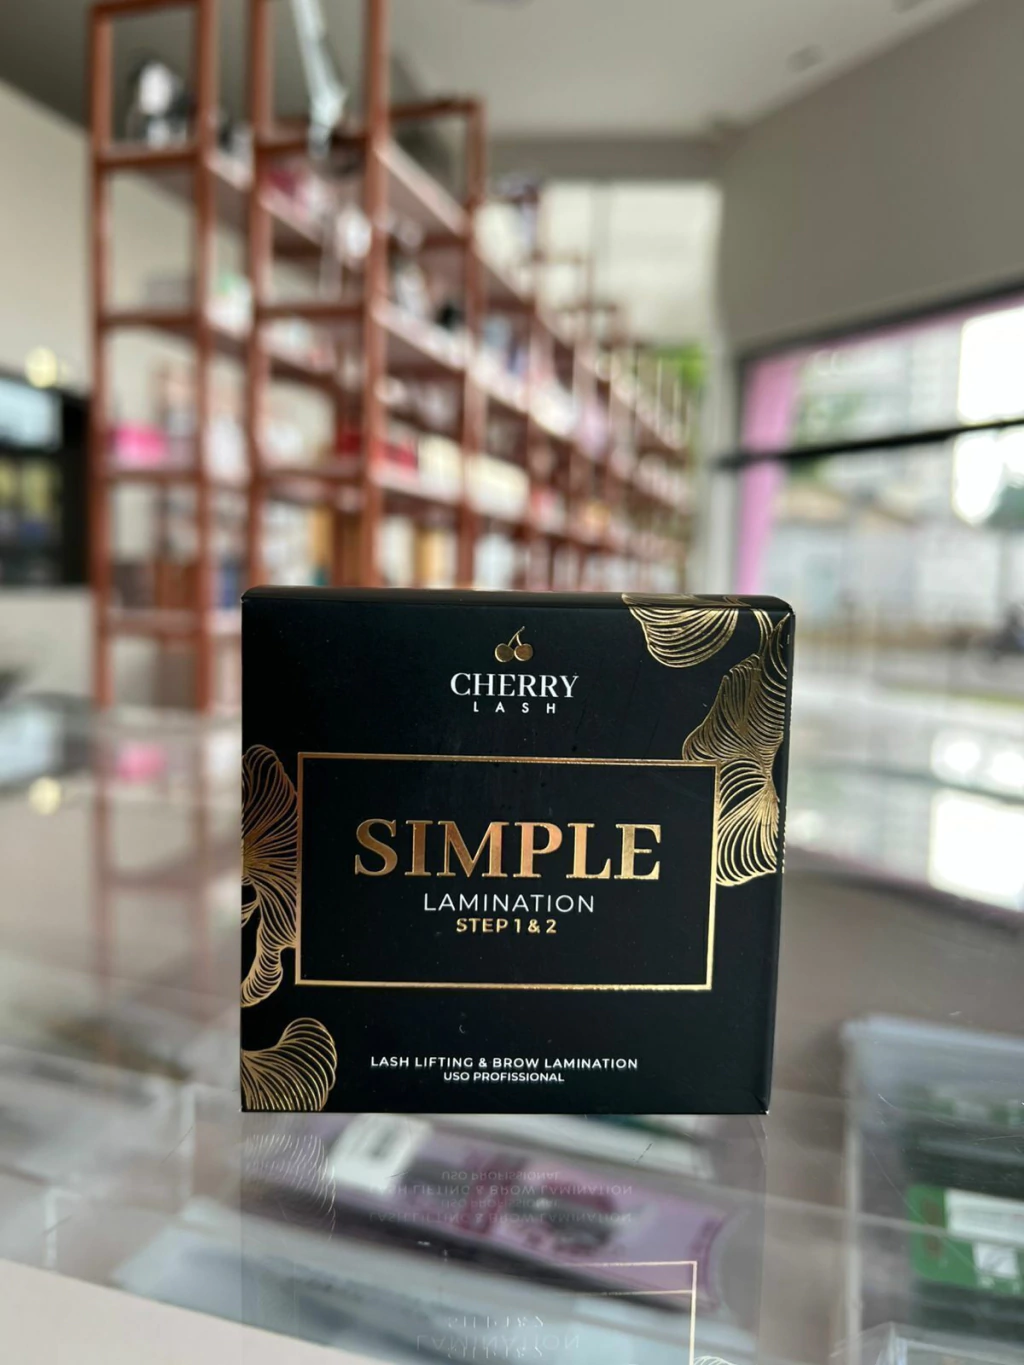 CHERRY
LASH
SIMPLE
LAMINATION
STEP 1 & 2
LASH LIFTING & BROW LAMINATION
USO PROFISSIONAL